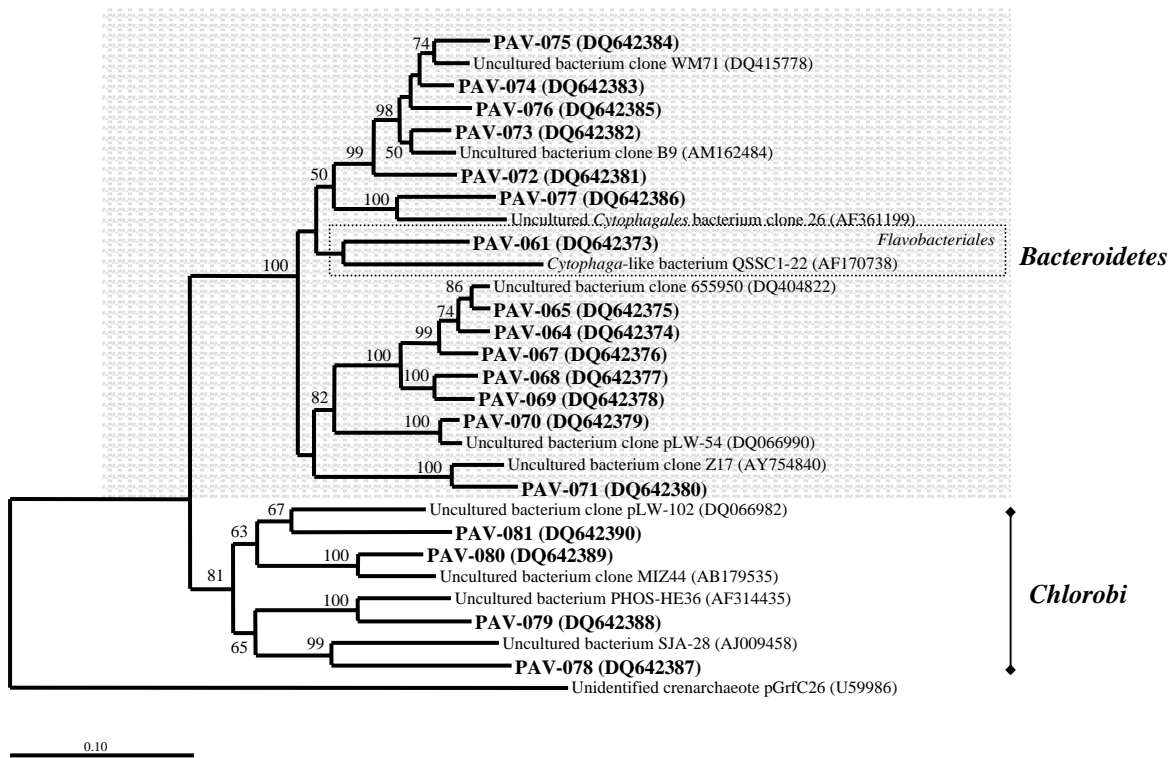 74
PAV-075 (DQ642384)
Uncultured bacterium clone WM71 (DQ415778)
PAV-074 (DQ642383)
98
PAV-076 (DQ642385)
PAV-073 (DQ642382)
50
Uncultured bacterium clone B9 (AM162484)
99
PAV-072 (DQ642381)
50
PAV-077 (DQ642386)
100
Uncultured Cytophagales bacterium clone 26 (AF361199)
PAV-061 (DQ642373)
Flavobacteriales
Cytophaga-like bacterium QSSC1-22 (AF170738)
Bacteroidetes
100
86
Uncultured bacterium clone 655950 (DQ404822)
PAV-065 (DQ642375)
74
PAV-064 (DQ642374)
99
PAV-067 (DQ642376)
100
PAV-068 (DQ642377)
100
PAV-069 (DQ642378)
82
PAV-070 (DQ642379)
100
Uncultured bacterium clone pLW-54 (DQ066990)
Uncultured bacterium clone Z17 (AY754840)
100
PAV-071 (DQ642380)
Uncultured bacterium clone pLW-102 (DQ066982)
67
PAV-081 (DQ642390)
63
PAV-080 (DQ642389)
100
Uncultured bacterium clone MIZ44 (AB179535)
81
Uncultured bacterium PHOS-HE36 (AF314435)
100
PAV-079 (DQ642388)
Chlorobi
65
Uncultured bacterium SJA-28 (AJ009458)
99
PAV-078 (DQ642387)
Unidentified crenarchaeote pGrfC26 (U59986)
0.10